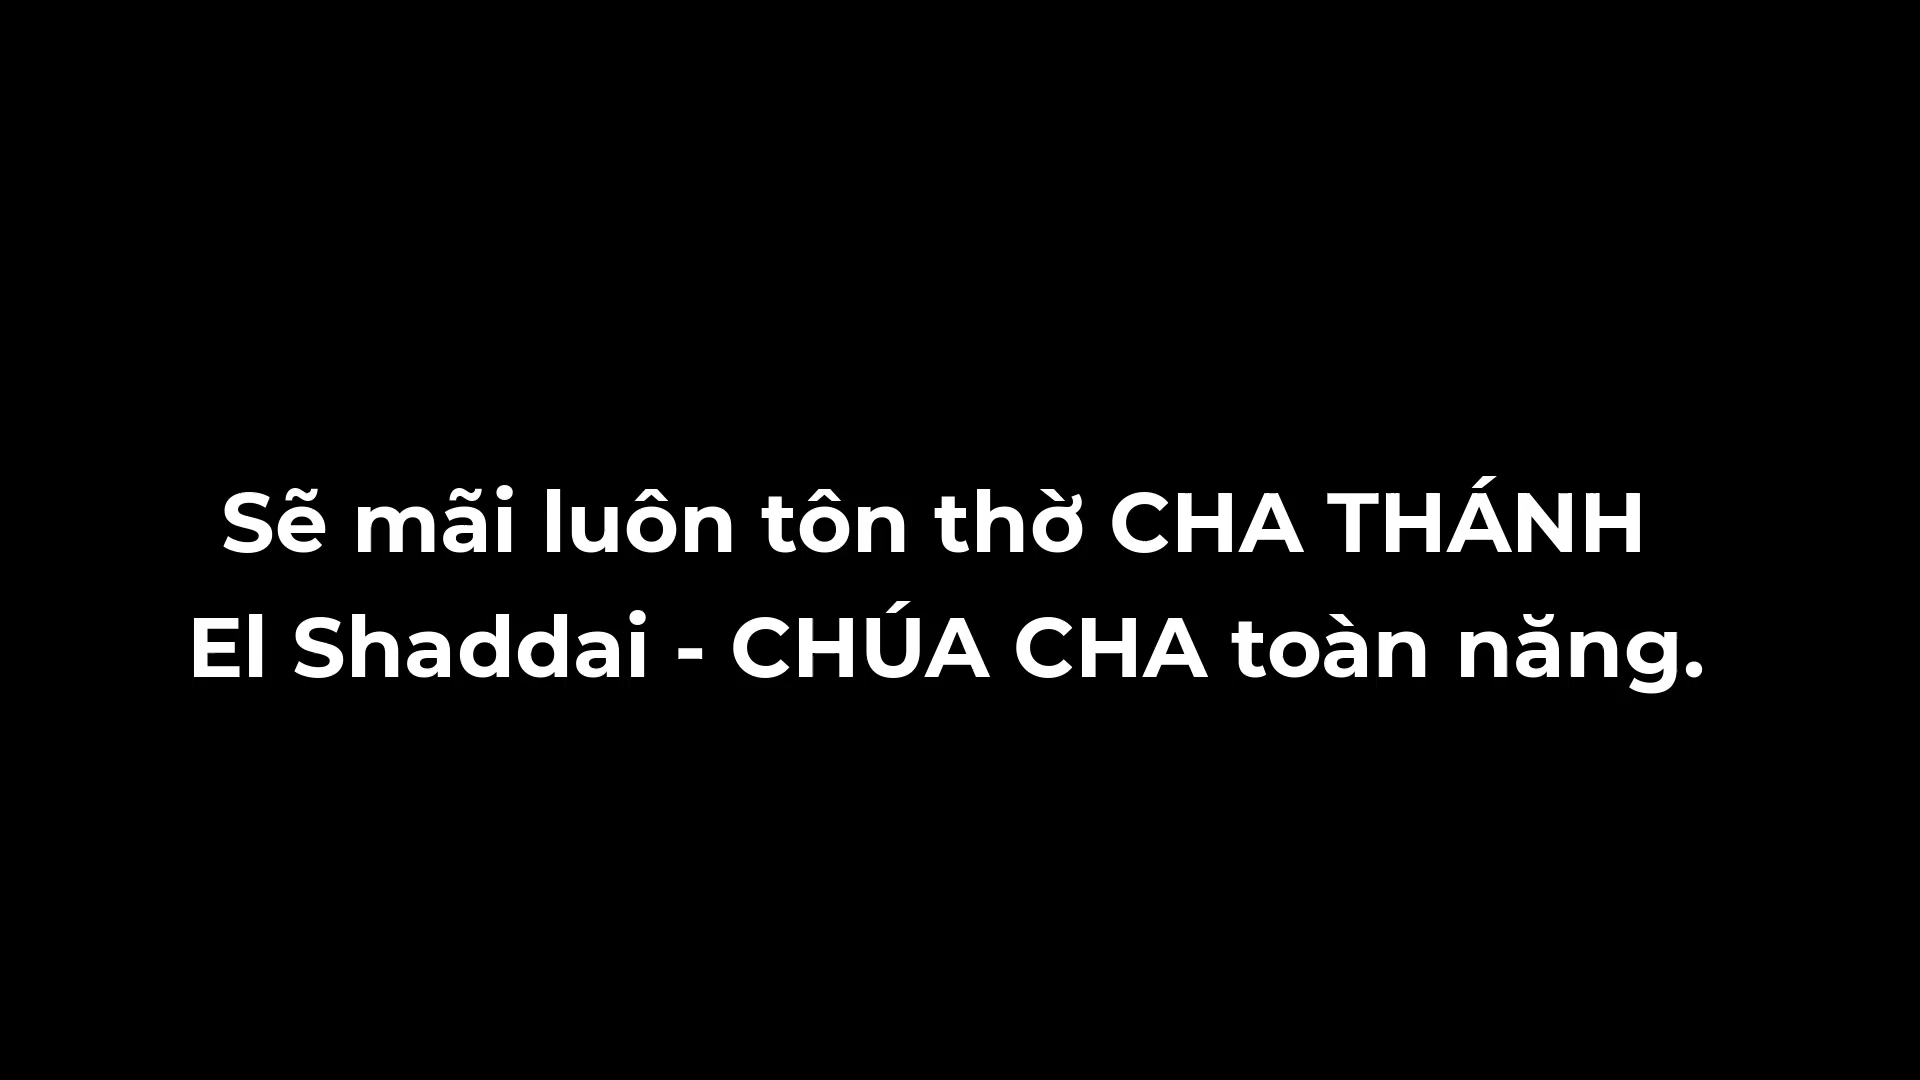 Sẽ mãi luôn tôn thờ CHA THÁNH
El Shaddai - CHÚA CHA toàn năng.